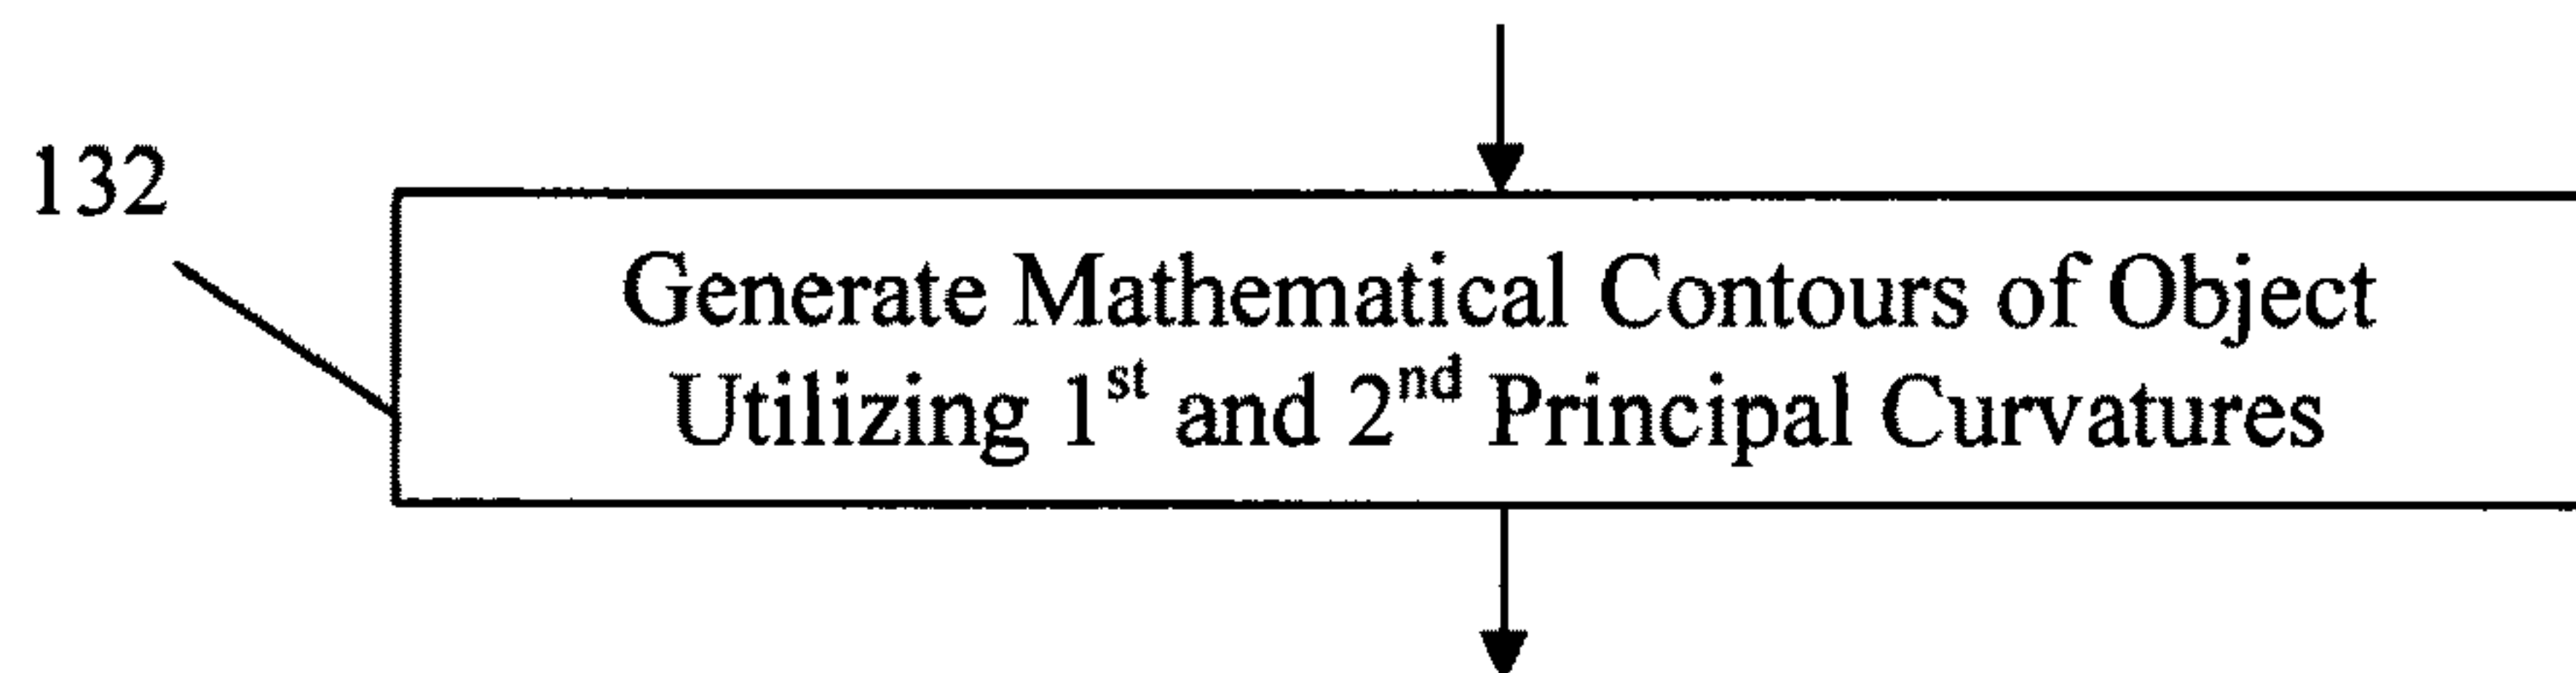 132
Generate Mathematical Contours of Object
Utilizing 1st and 2nd Principal Curvatures